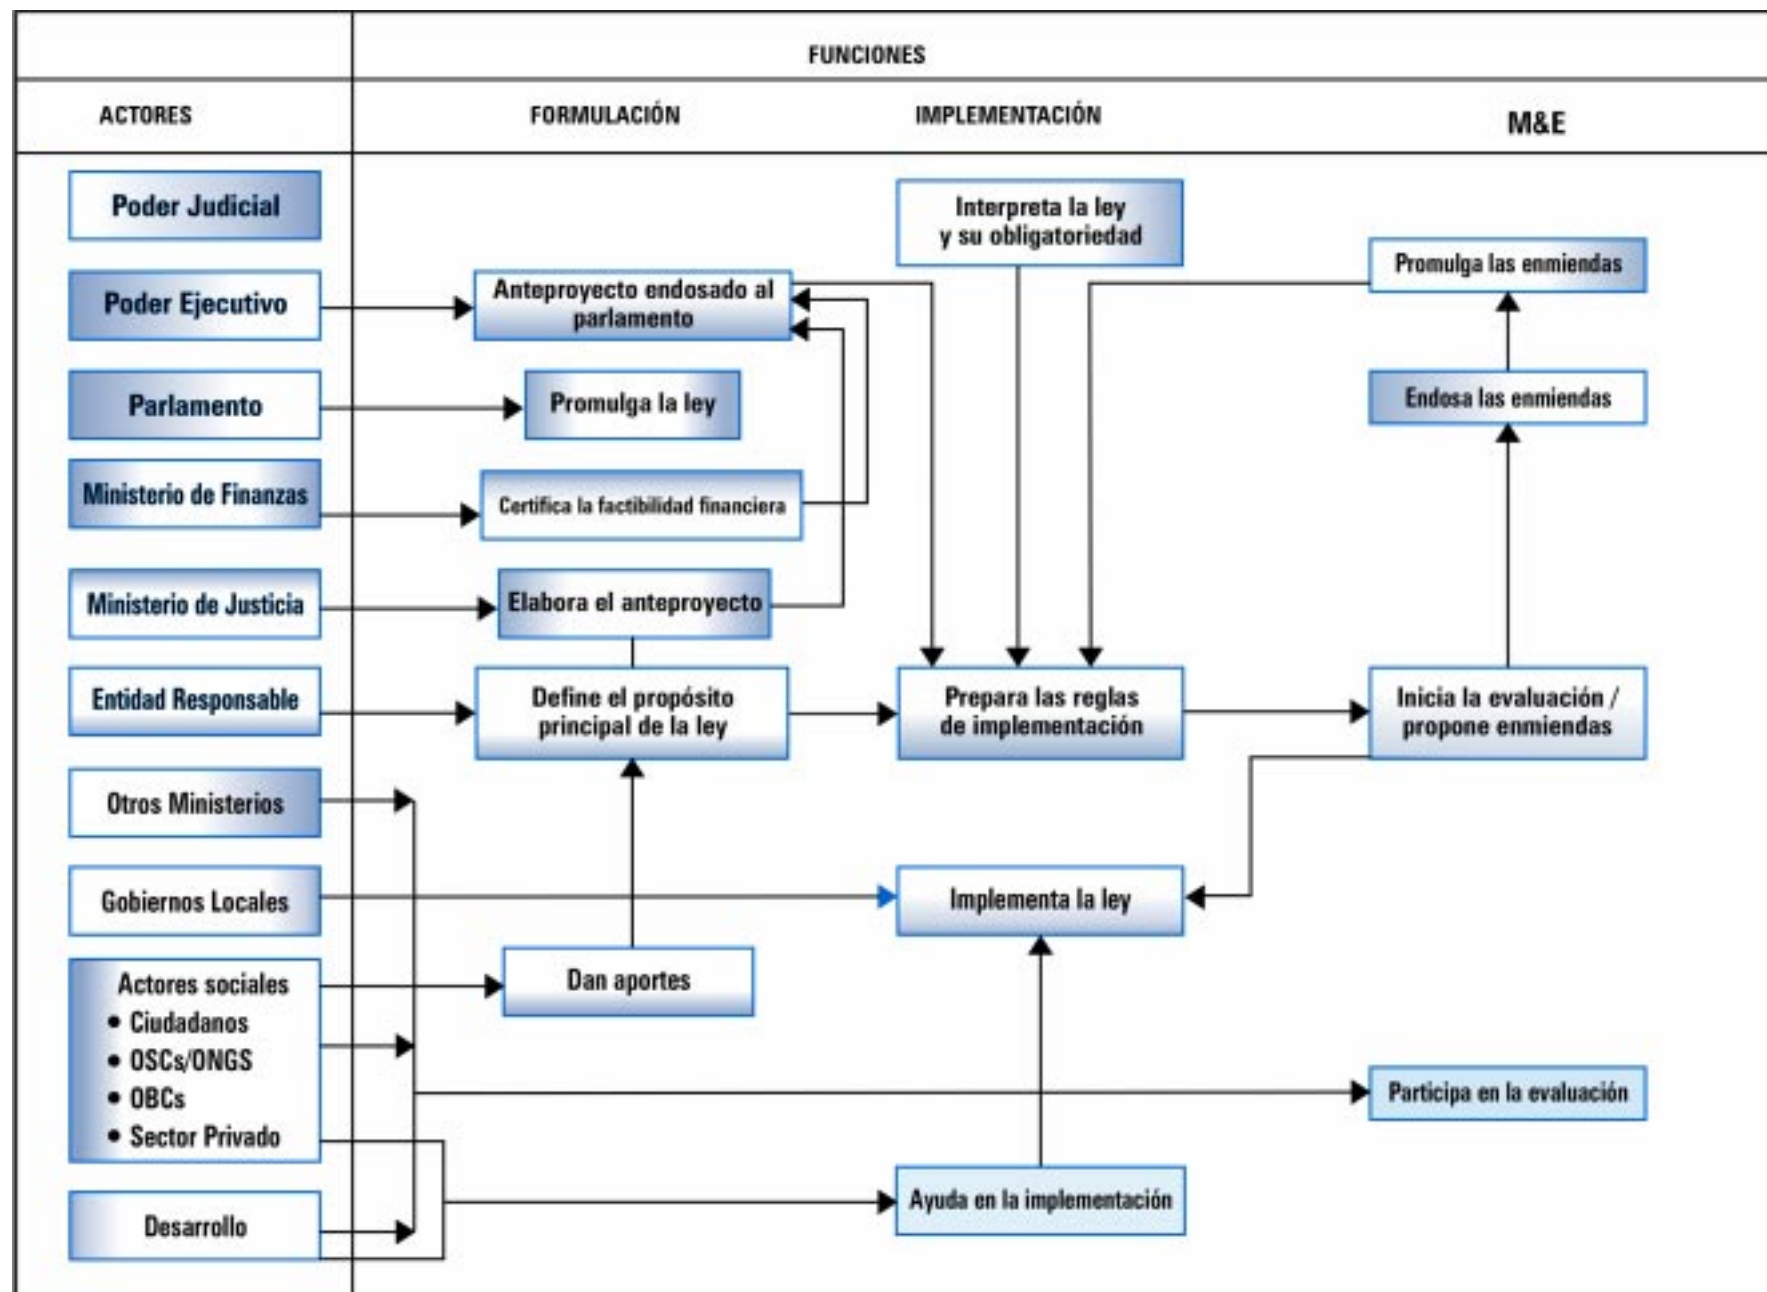 FUNCIONES
ACTORES
FORMULACIÓN
IMPLEMENTACIÓN
M&E
Poder Judicial
Interpreta la ley
y su obligatoriedad
Promulga las enmiendas
Poder Ejecutivo
Anteproyecto endosado al
parlamento
Parlamento
Promulga la ley
Endosa las enmiendas
Ministerio de Finanzas
Certifica la factibilidad financiera
Ministerio de Justicia
Elabora el anteproyecto
Entidad Responsable
Define el propósito
principal de la ley
Prepara las reglas
de implementación
Inicia la evaluación /
propone enmiendas
Otros Ministerios
Gobiernos Locales
Implementa la ley
Actores sociales
• Ciudadanos
• OSCs/ONGS
• OBCs
• Sector Privado
Dan aportes
Participa en la evaluación
Desarrollo
Ayuda en la implementación